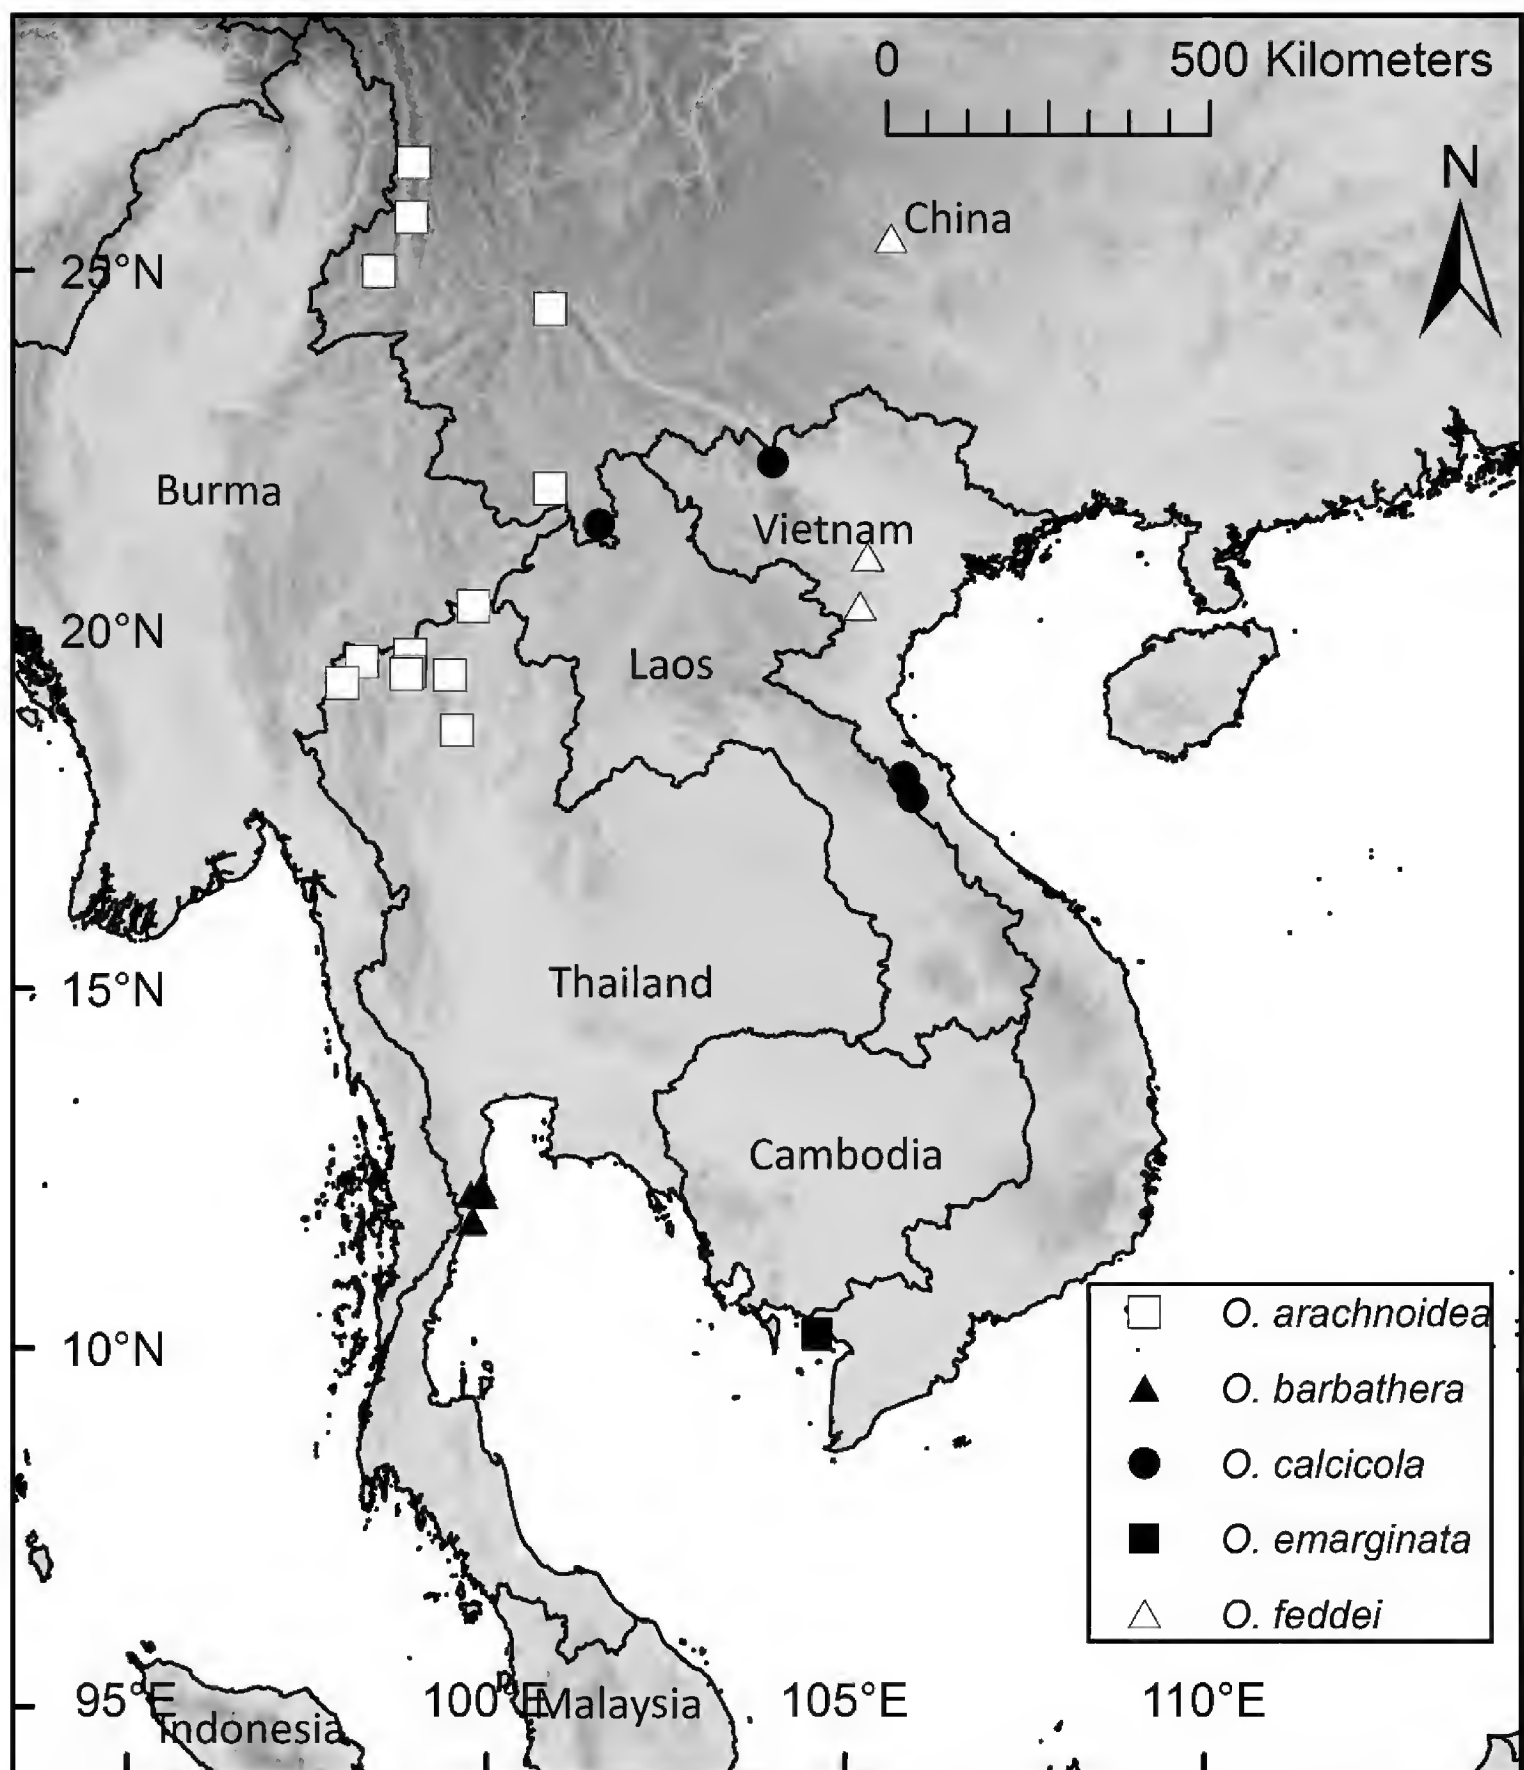 0 500 Kilometers
N
China
25°N
Burma
Vietnam
20°N
Laos
15°N
Thailand
Cambodia
10°N
O. arachnoidea
O. barbathera
O. calcicola
O. emarginata
O. feddei
95°E 100°E 105°E 110°E
Indonesia
Malaysia